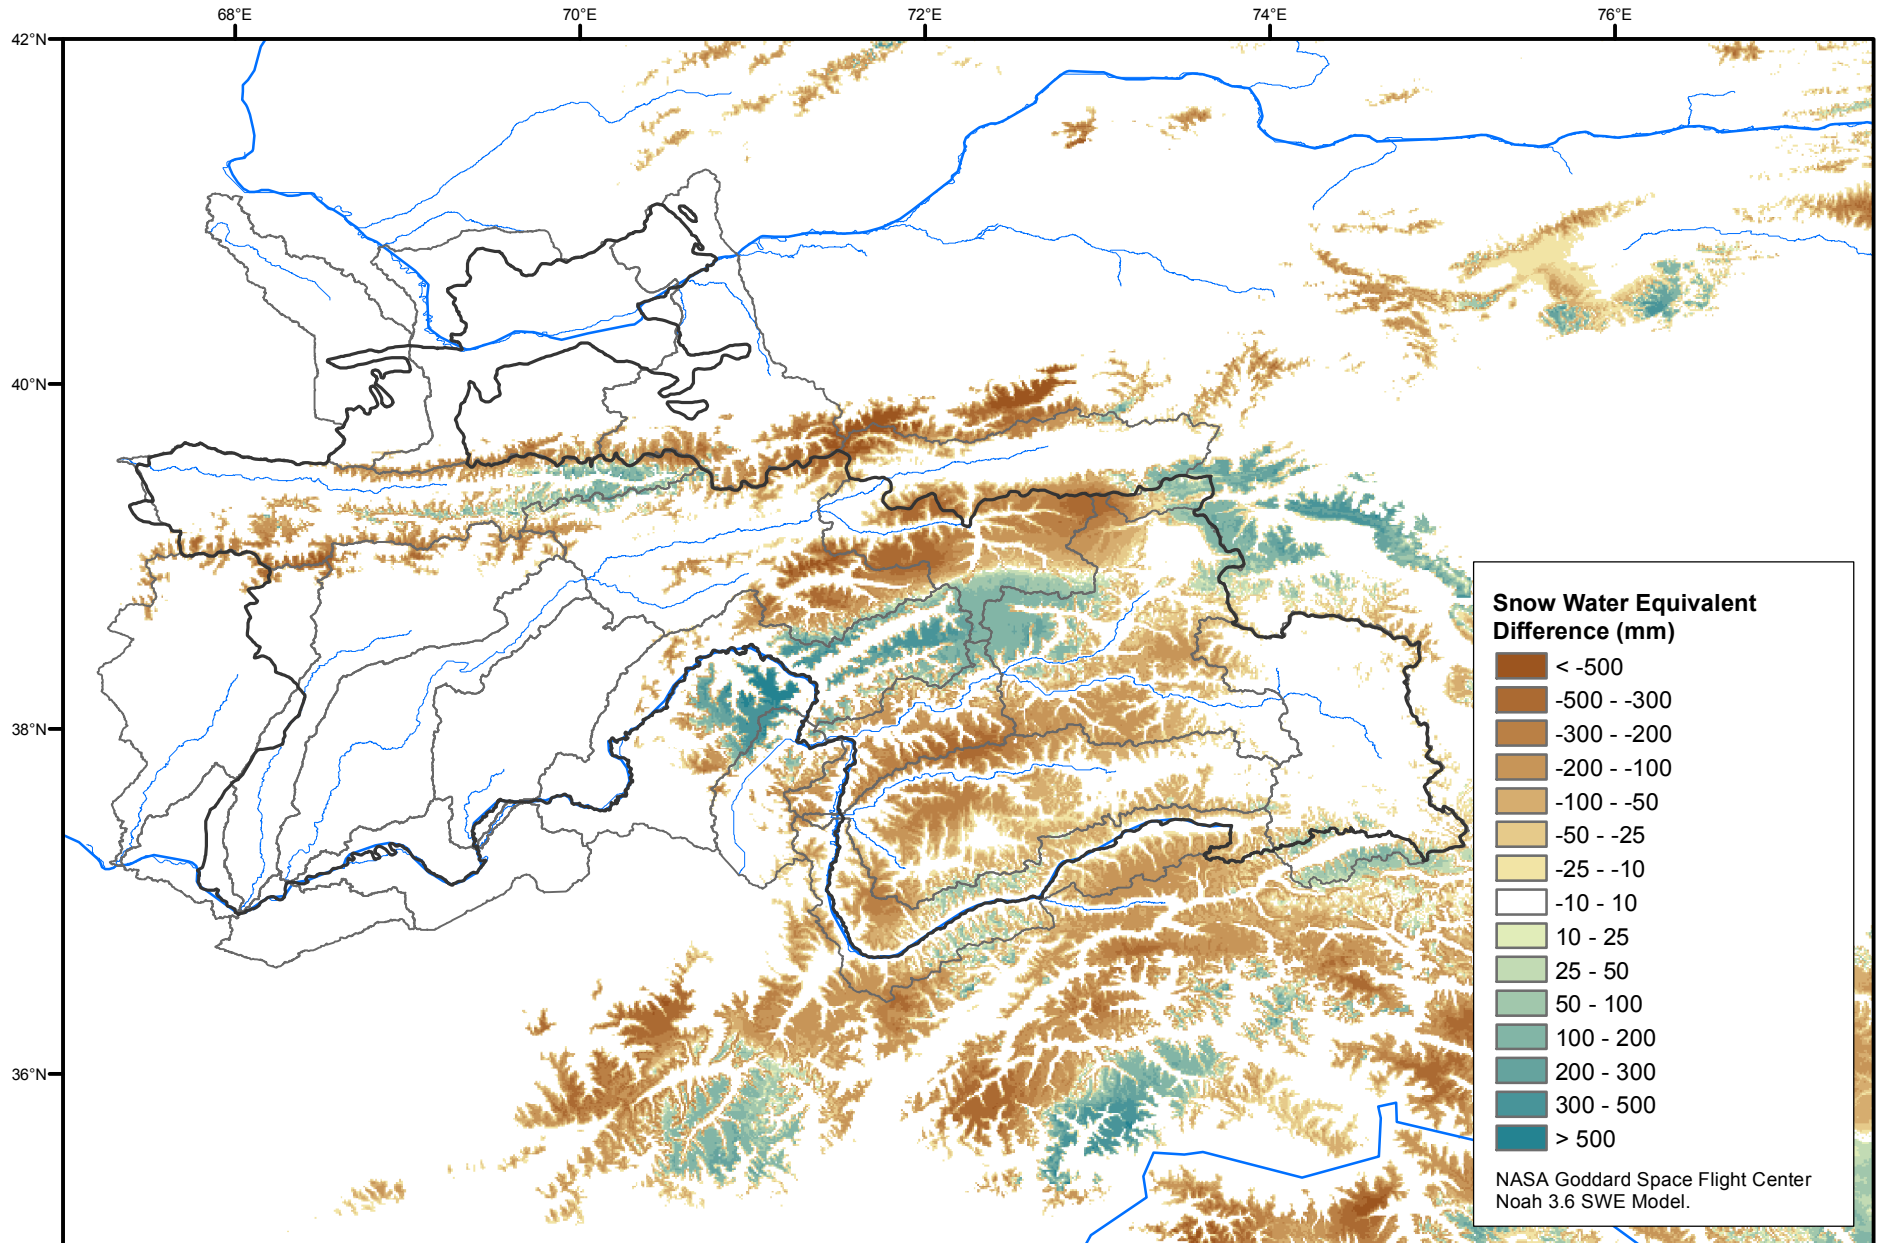 68°E
70°E
72°E
74°E
76°E
42°N
40°N
38°N
36°N
Snow Water Equivalent
Difference (mm)
< -500
-500 - -300
-300 - -200
-200 - -100
-100 - -50
-50 - -25
-25 - -10
-10 - 10
10 - 25
25 - 50
50 - 100
100 - 200
200 - 300
300 - 500
> 500
NASA Goddard Space Flight Center
Noah 3.6 SWE Model.